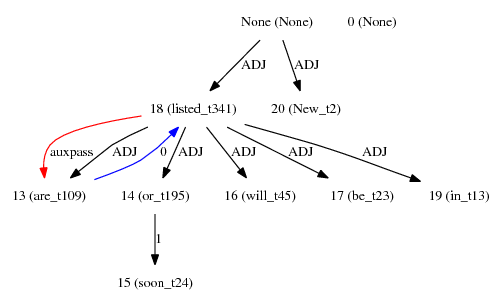 None (None) 0 (None)
ADJ ADJ
18 (listed_t341) 20 (New_t2)
auxpass ADJ 0 ADJ ADJ ADJ ADJ
13 (are_t109) 14 (or_t195) 16 (will_t45) 17 (be_t23) 19 (in_t13)
1
15 (soon_t24)